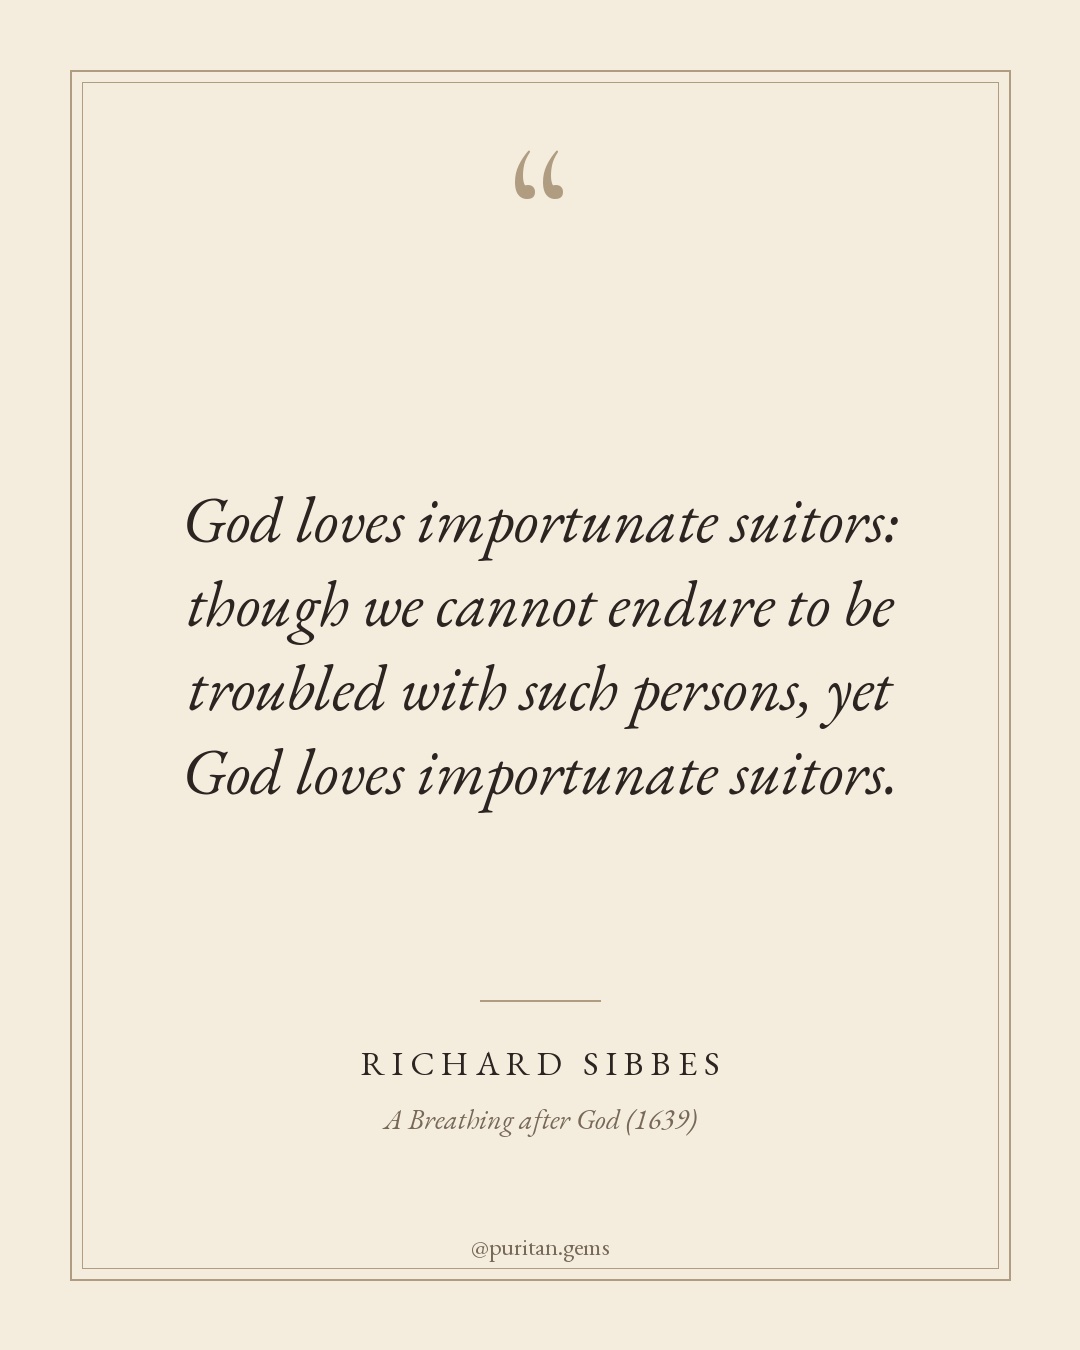 “
God loves importunate suitors:
though we cannot endure to be
troubled with such persons, yet
God loves importunate suitors.
RICHARD SIBBES
A Breathing after God (1639)
@puritan.gems